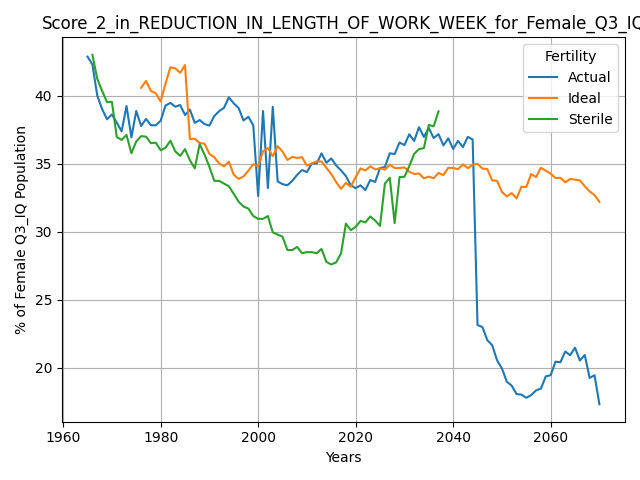 Score_2_in_REDUCTION_IN_LENGTH_OF_WORK_WEEK_for_Female_Q3_IQ
Fertility
Actual
Ideal
Sterile
% of Female Q3_IQ Population
40
35
30
25
20
1960 1980 2000 2020 2040 2060
Years